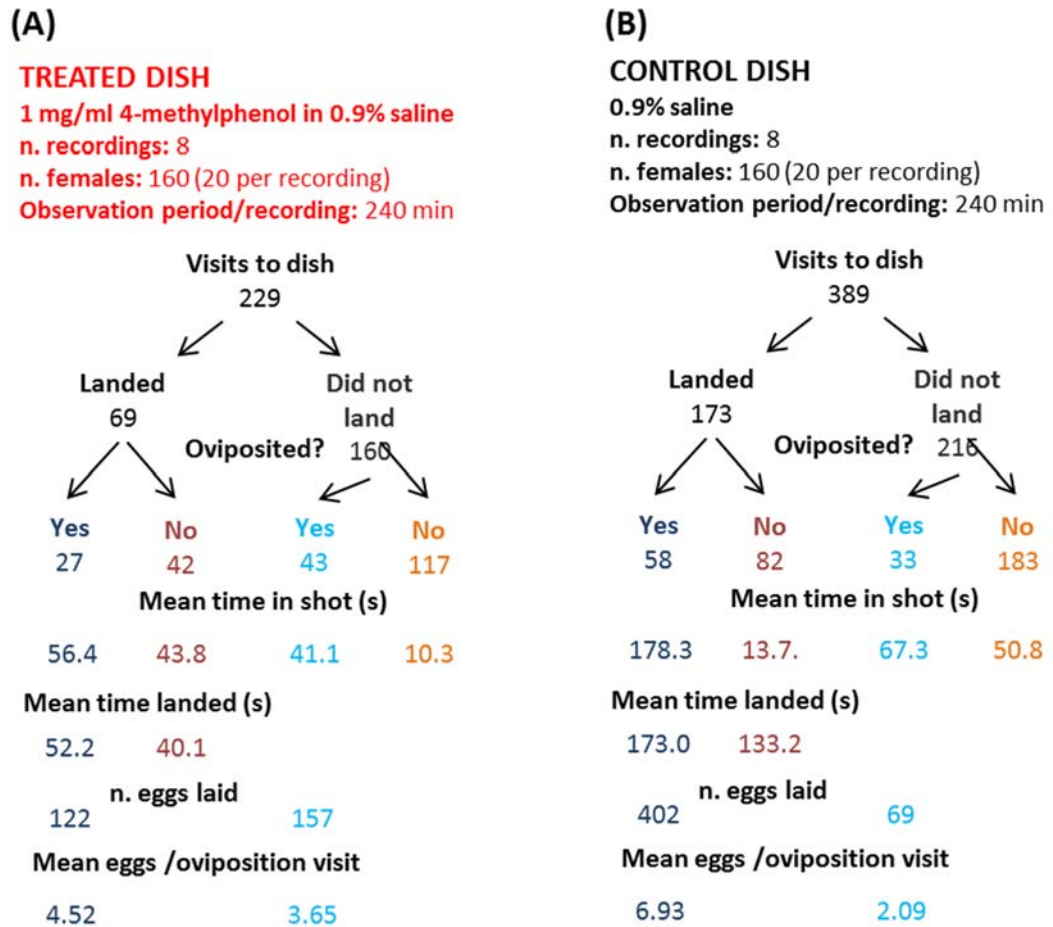 (A)
TREATED DISH
1 mg/ml 4-methylphenol in 0.9% saline
n. recordings: 8
n. females: 160 (20 per recording)
Observation period/recording: 240 min
Visits to dish
229
Landed
69
Did not
land
160
Oviposited?
Yes No Yes No
27 42 43 117
Mean time in shot (s)
56.4 43.8 41.1 10.3
Mean time landed (s)
52.2 40.1
n. eggs laid
122 157
Mean eggs /oviposition visit
4.52 3.65
(B)
CONTROL DISH
0.9% saline
n. recordings: 8
n. females: 160 (20 per recording)
Observation period/recording: 240 min
Visits to dish
389
Landed
173
Did not
land
216
Oviposited?
Yes No Yes No
58 82 33 183
Mean time in shot (s)
178.3 13.7. 67.3 50.8
Mean time landed (s)
173.0 133.2
n. eggs laid
402 69
Mean eggs /oviposition visit
6.93 2.09